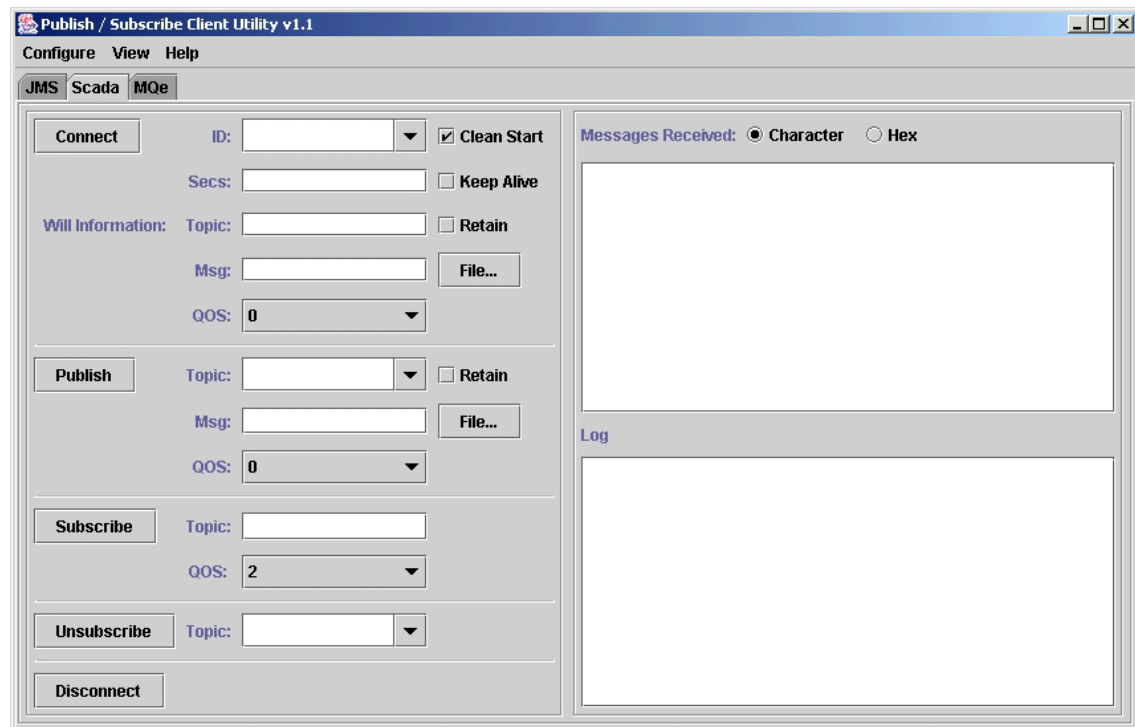 Publish / Subscribe Client Utility v1.1
Configure View Help
JMS Scada MQe
Connect ID: Clean Start
Secs: Keep Alive
Will Information: Topic: Retain
Msg: File...
QOS: 0
Publish Topic: Retain
Msg: File...
QOS: 0
Subscribe Topic:
QOS: 2
Unsubscribe Topic:
Disconnect
Messages Received: Character Hex
Log